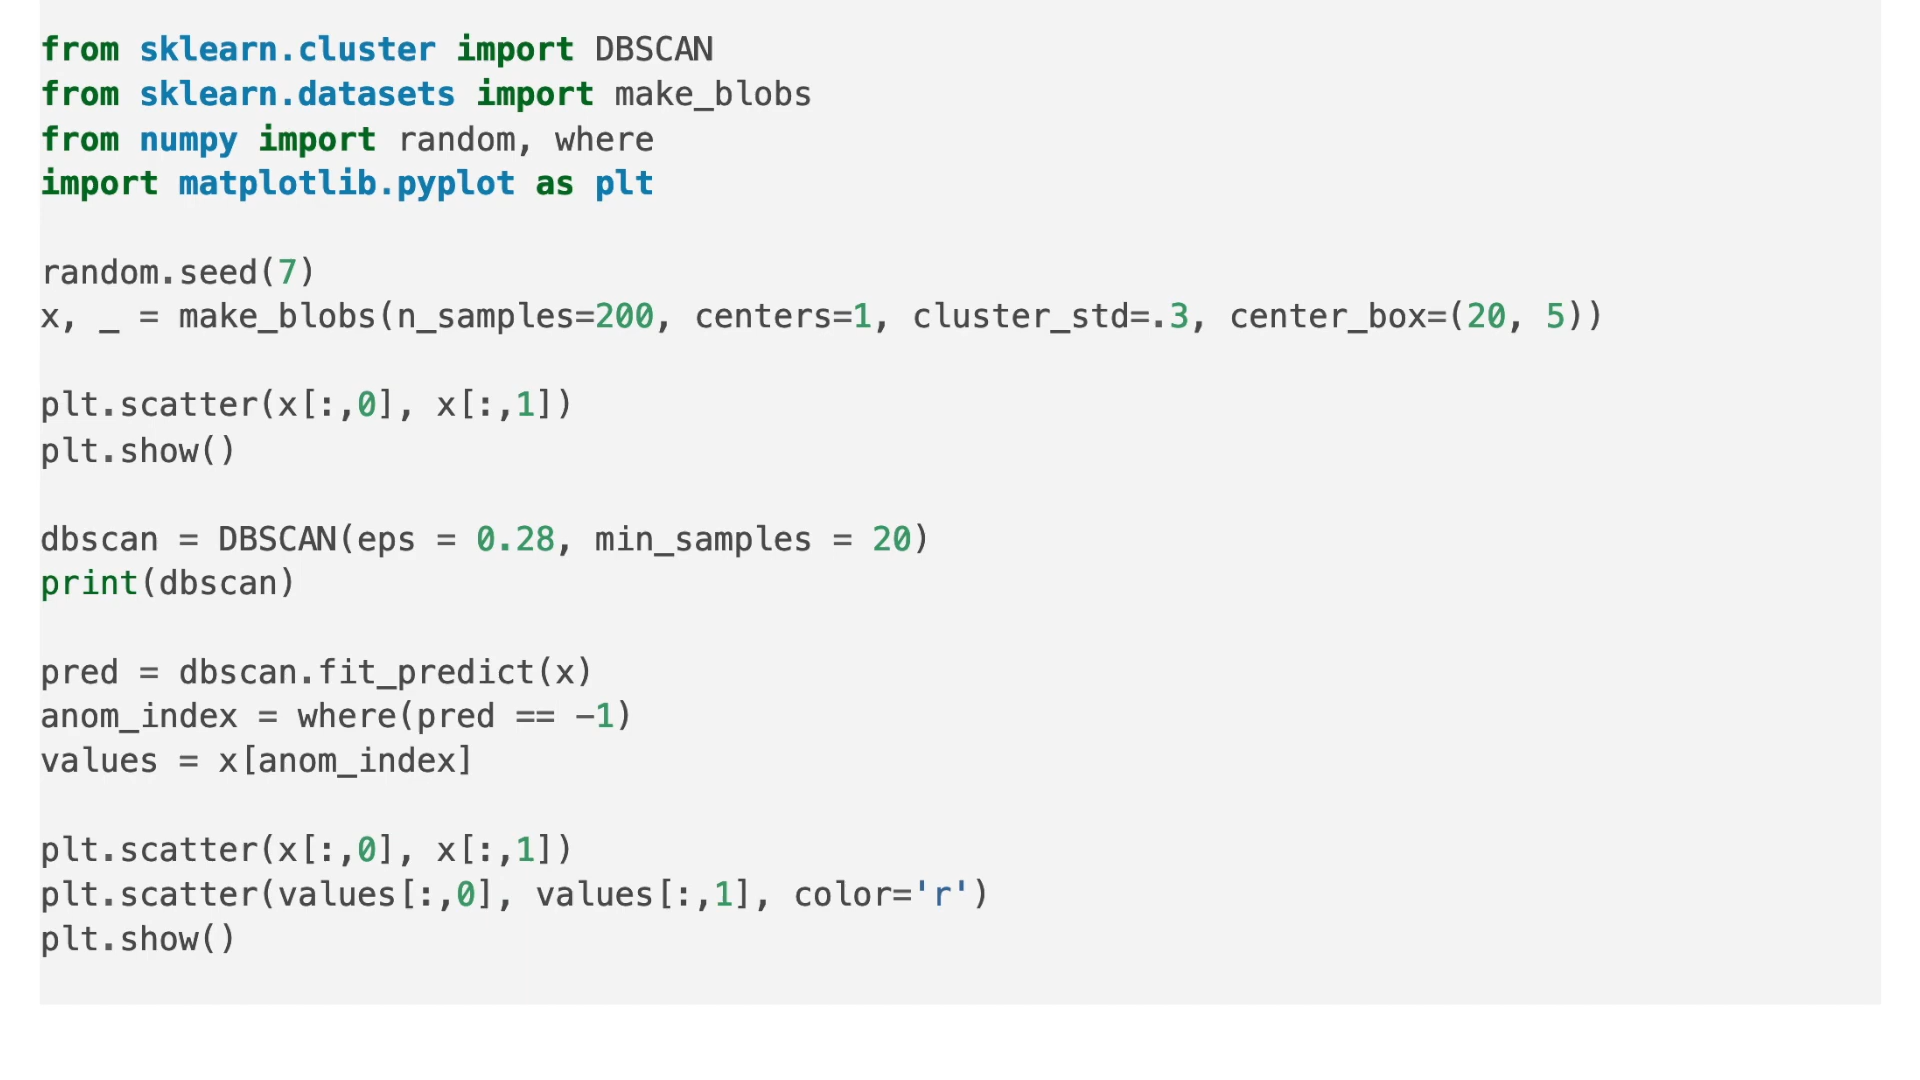 from sklearn.cluster import DBSCAN
from sklearn.datasets import make_blobs
from numpy import random, where
import matplotlib.pyplot as plt
random.seed(7)
x, _ = make_blobs(n_samples=200, centers=1, cluster_std=.3, center_box=(20, 5))
plt.scatter(x[:,0], x[:,1])
plt.show()
dbscan = DBSCAN(eps = 0.28, min_samples = 20)
print(dbscan)
pred = dbscan.fit_predict(x)
anom_index = where(pred == -1)
values = x[anom_index]
plt.scatter(x[:,0], x[:,1])
plt.scatter(values[:,0], values[:,1], color='r')
plt.show()